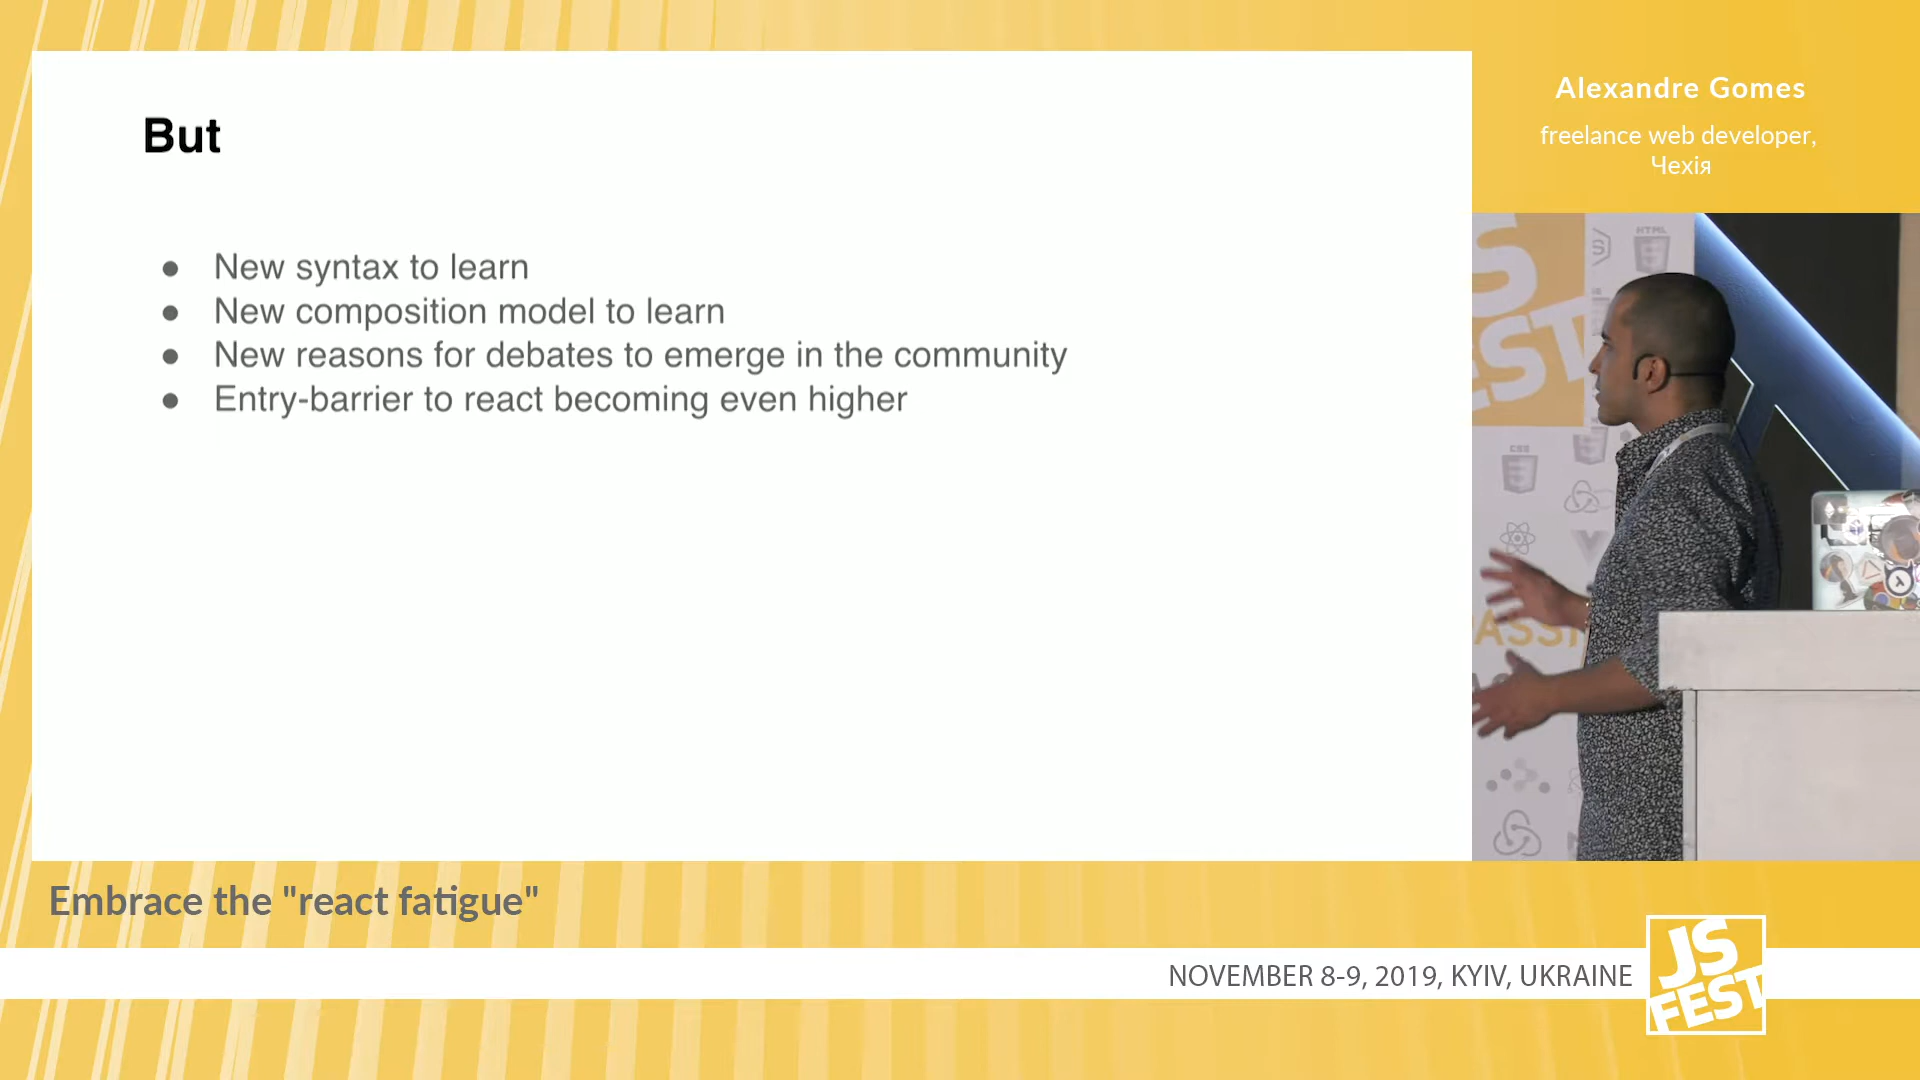 But
● New syntax to learn
● New composition model to learn
● New reasons for debates to emerge in the community
● Entry-barrier to react becoming even higher
Alexandre Gomes
freelance web developer,
Чехія
HTML
CSS
Embrace the "react fatigue"
NOVEMBER 8-9, 2019, KYIV, UKRAINE
JS
FEST